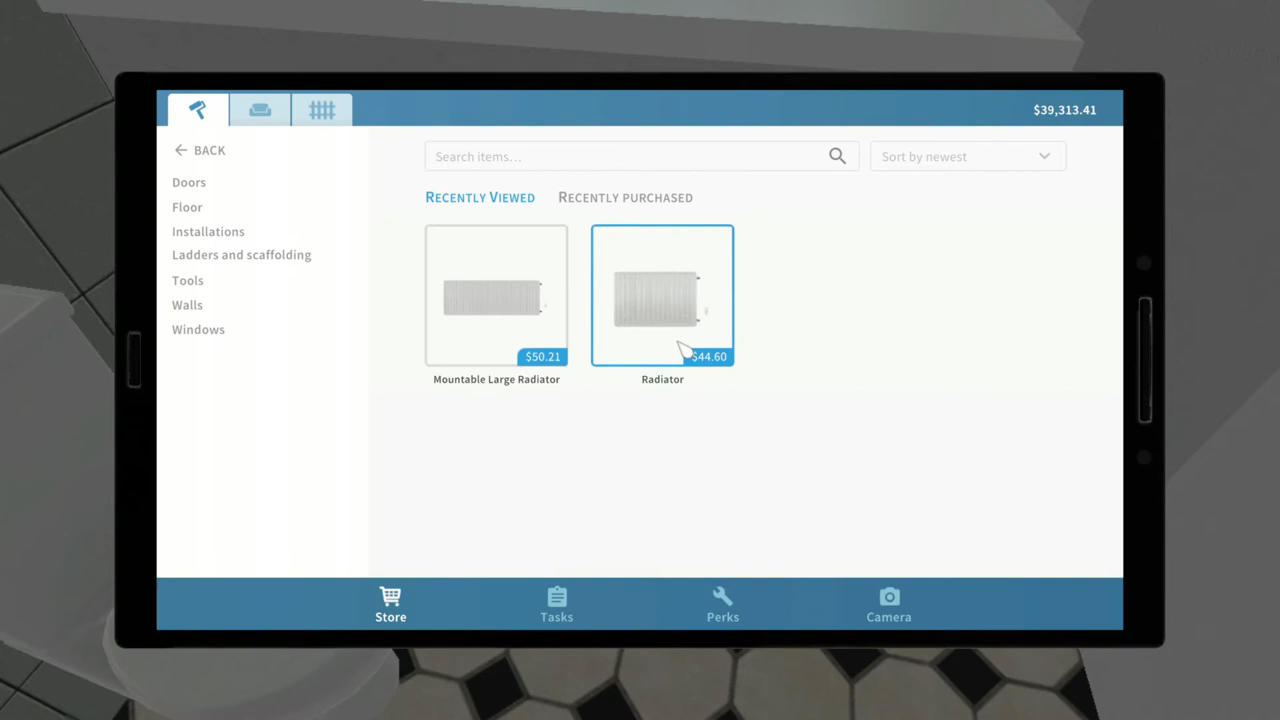 $39,313.41
BACK
Doors
Floor
Installations
Ladders and scaffolding
Tools
Walls
Windows
Search items...
Sort by newest
RECENTLY VIEWED
RECENTLY PURCHASED
$50.21
Mountable Large Radiator
$44.60
Radiator
Store
Tasks
Perks
Camera